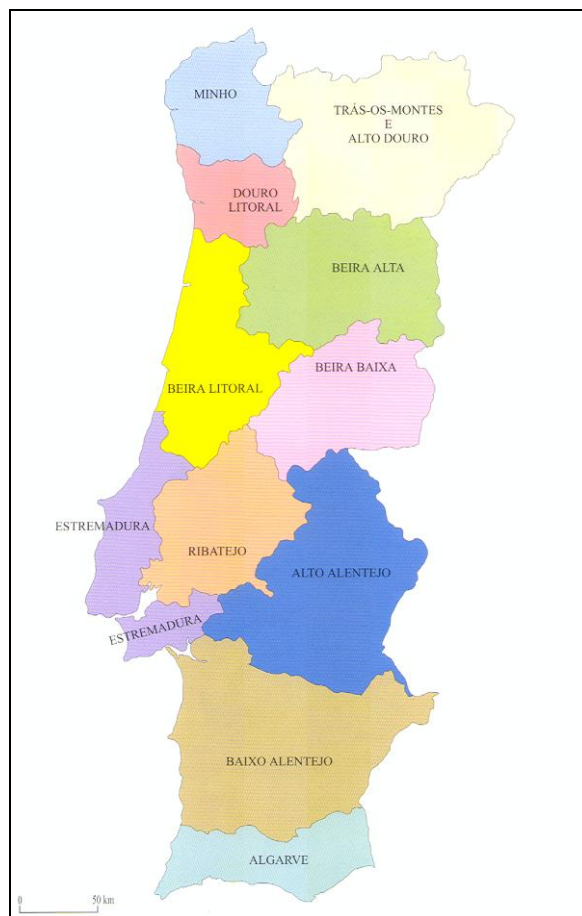 MINHO
TRÁS-OS-MONTES
E
ALTO DOURO
DOURO
LITORAL
BEIRA ALTA
BEIRA BAIXA
BEIRA LITORAL
ESTREMADURA
RIBATEJO
ALTO ALENTEJO
ESTREMADURA
BAIXO ALENTEJO
ALGARVE
0 50 km